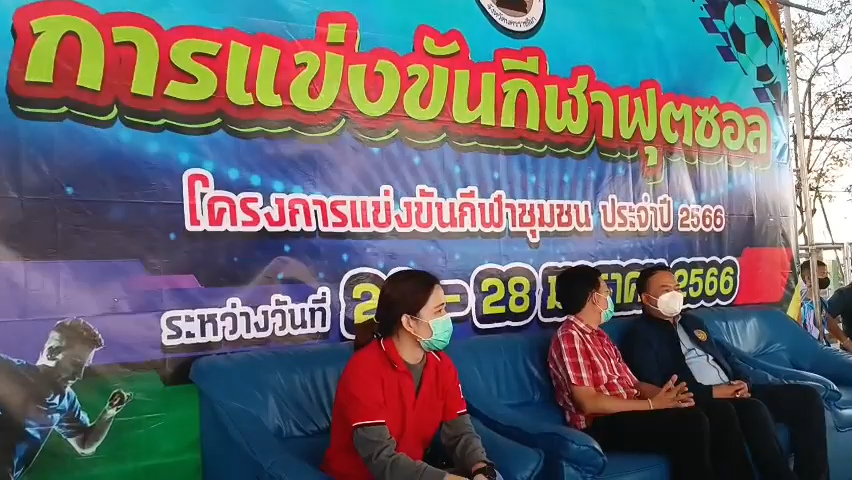 การแข่งขันกีฬาฟุตซอล
โครงการแข่งขันกีฬาชุมชน ประจำปี 2566
ระหว่างวันที่ - 28 2566